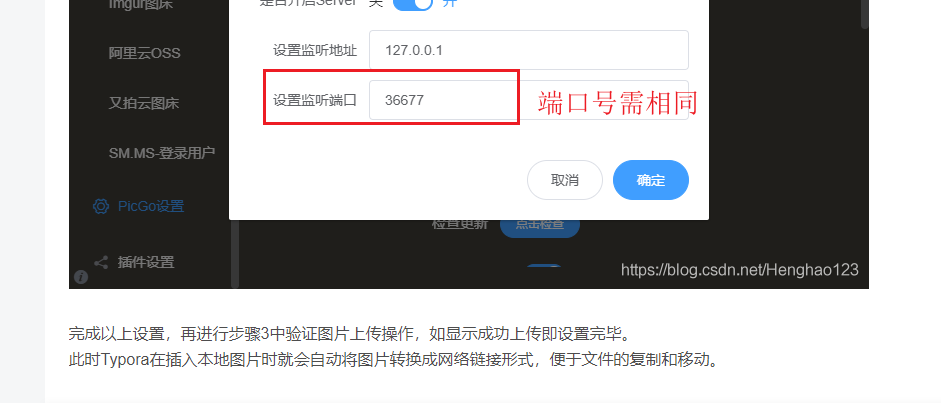 Imgur图床
是否开启Server 关 开
阿里云OSS
设置监听地址 127.0.0.1
又拍云图床
设置监听端口 36677 端口号需相同
SM.MS-登录用户
取消 确定
PicGo设置
检查更新 点击检查
插件设置
https://blog.csdn.net/Henghao123
完成以上设置，再进行步骤3中验证图片上传操作，如显示成功上传即设置完毕。
此时Typora在插入本地图片时就会自动将图片转换成网络链接形式，便于文件的复制和移动。